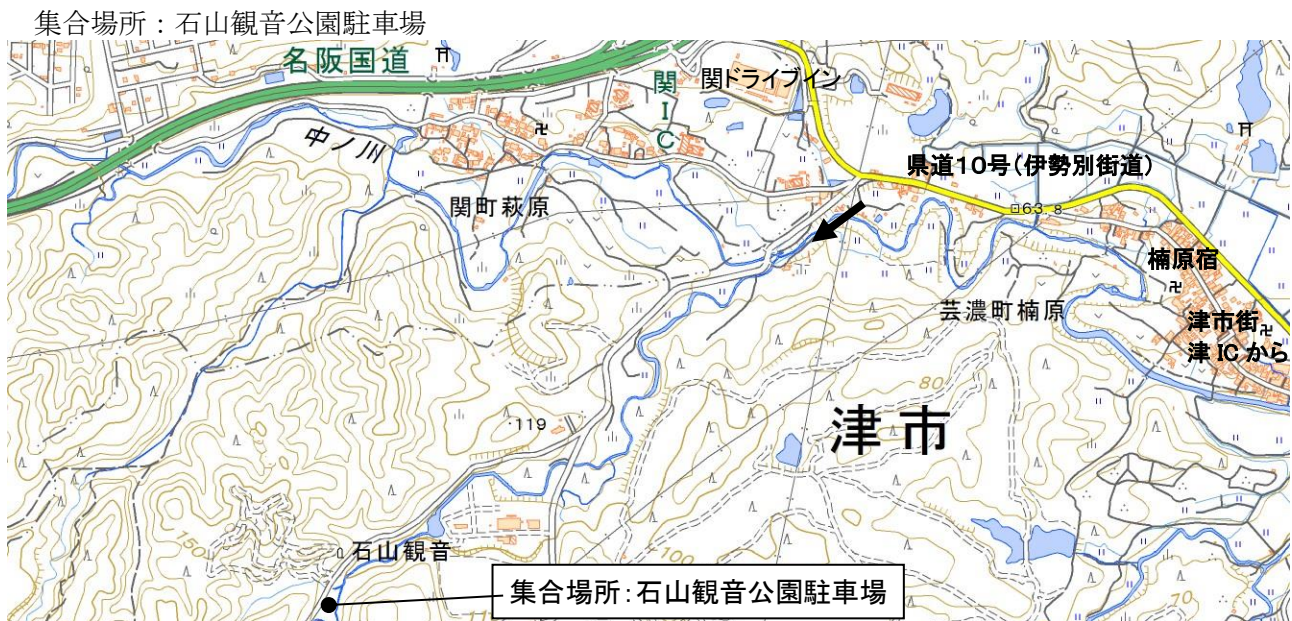 集合場所：石山観音公園駐車場
名阪国道
関IC
関ドライブイン
中ノ川
県道10号(伊勢別街道)
関町萩原
63.8
楠原宿
芸濃町楠原
津市街
津ICから
80
119
津市
150
石山観音
100
集合場所:石山観音公園駐車場